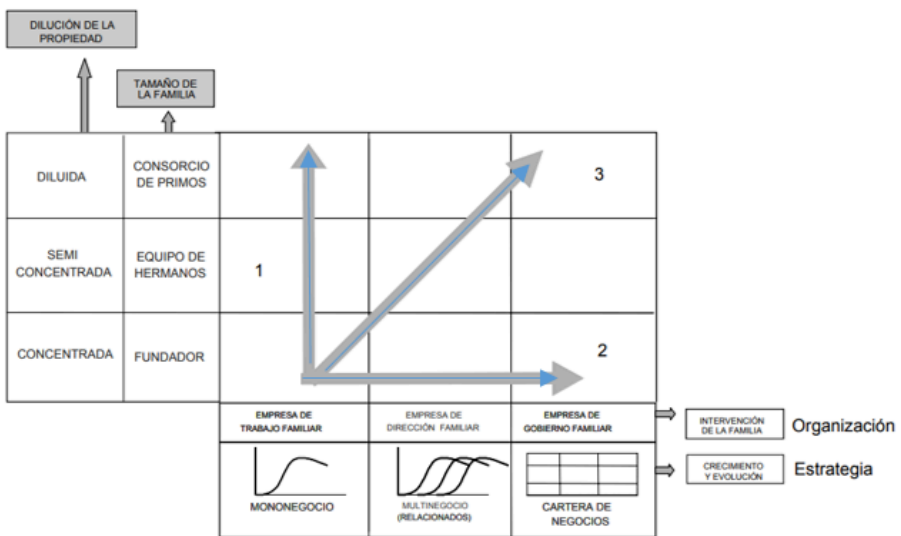 DILUCIÓN DE LA
PROPIEDAD
TAMAÑO DE
LA FAMILIA
DILUIDA
CONSORCIO
DE PRIMOS
3
SEMI
CONCENTRADA
EQUIPO DE
HERMANOS
1
CONCENTRADA
FUNDADOR
2
EMPRESA DE
TRABAJO FAMILIAR
EMPRESA DE
DIRECCIÓN FAMILIAR
EMPRESA DE
GOBIERNO FAMILIAR
INTERVENCIÓN
DE LA FAMILIA
Organización
MONONEGOCIO
MULTINEGOCIO
(RELACIONADOS)
CARTERA DE
NEGOCIOS
CRECIMIENTO
Y EVOLUCIÓN
Estrategia